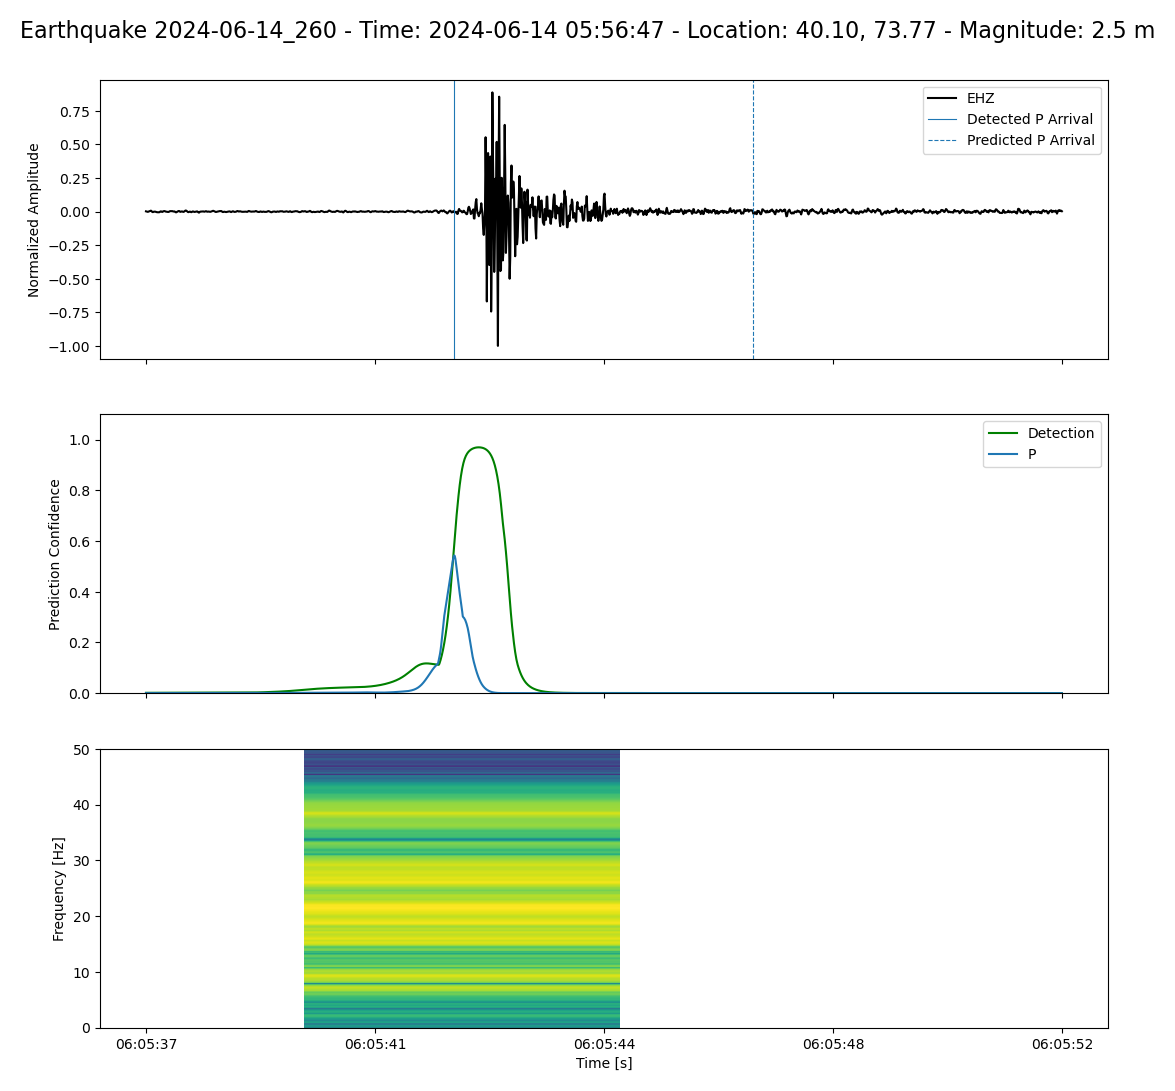 Earthquake 2024-06-14_260 - Time: 2024-06-14 05:56:47 - Location: 40.10, 73.77 - Magnitude: 2.5 m
EHZ
Detected P Arrival
Predicted P Arrival
Normalized Amplitude
0.75
0.50
0.25
0.00
−0.25
−0.50
−0.75
−1.00
Detection
P
Prediction Confidence
1.0
0.8
0.6
0.4
0.2
0.0
Frequency [Hz]
50
40
30
20
10
0
06:05:37 06:05:41 06:05:44 06:05:48 06:05:52
Time [s]